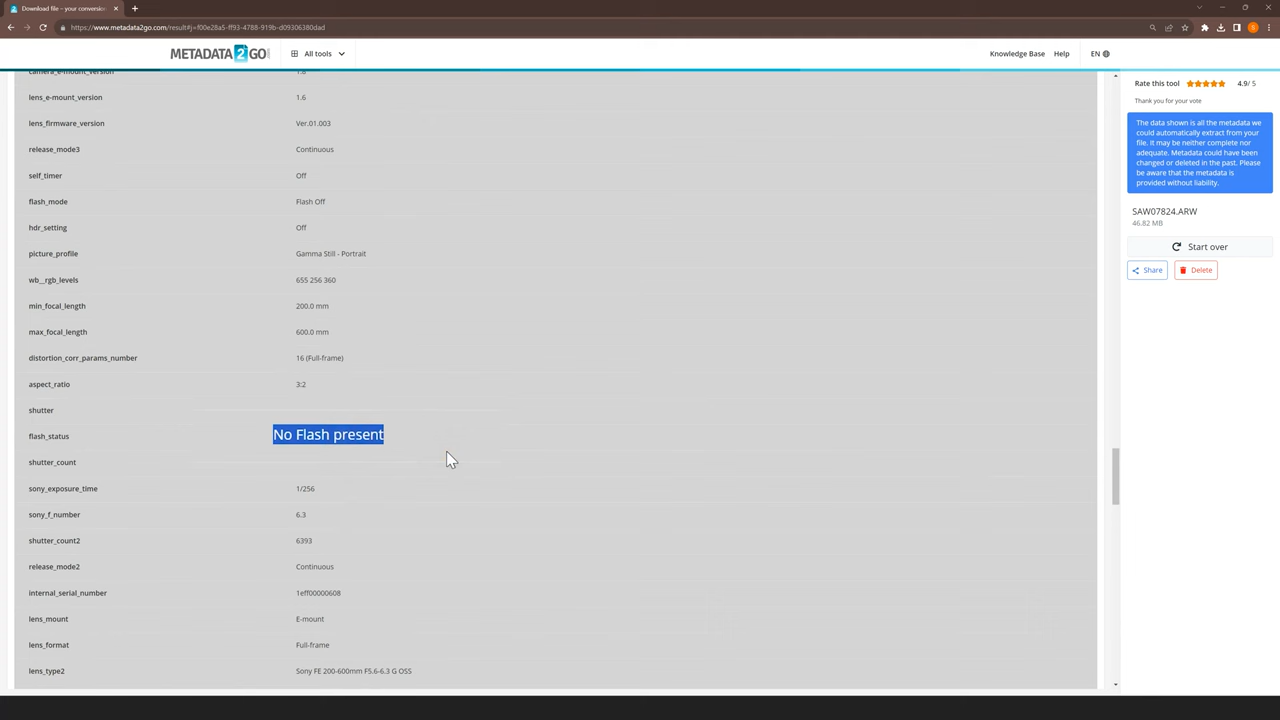 Download file – your conversion
https://www.metadata2go.com/result#j=f00e28a5-ff93-4788-919b-d09306380dad
METADATA2GO
All tools
Knowledge Base
Help
EN
camera_e-mount_version 1.8
lens_e-mount_version 1.6
lens_firmware_version Ver.01.003
release_mode3 Continuous
self_timer Off
flash_mode Flash Off
hdr_setting Off
picture_profile Gamma Still - Portrait
wb__rgb_levels 655 256 360
min_focal_length 200.0 mm
max_focal_length 600.0 mm
distortion_corr_params_number 16 (Full-frame)
aspect_ratio 3:2
shutter
flash_status No Flash present
shutter_count
sony_exposure_time 1/256
sony_f_number 6.3
shutter_count2 6393
release_mode2 Continuous
internal_serial_number 1eff00000608
lens_mount E-mount
lens_format Full-frame
lens_type2 Sony FE 200-600mm F5.6-6.3 G OSS
Rate this tool 4.9/ 5
Thank you for your vote
The data shown is all the metadata we
could automatically extract from your
file. It may be neither complete nor
adequate. Metadata could have been
changed or deleted in the past. Please
be aware that the metadata is
provided without liability.
SAW07824.ARW
46.82 MB
Start over
Share
Delete